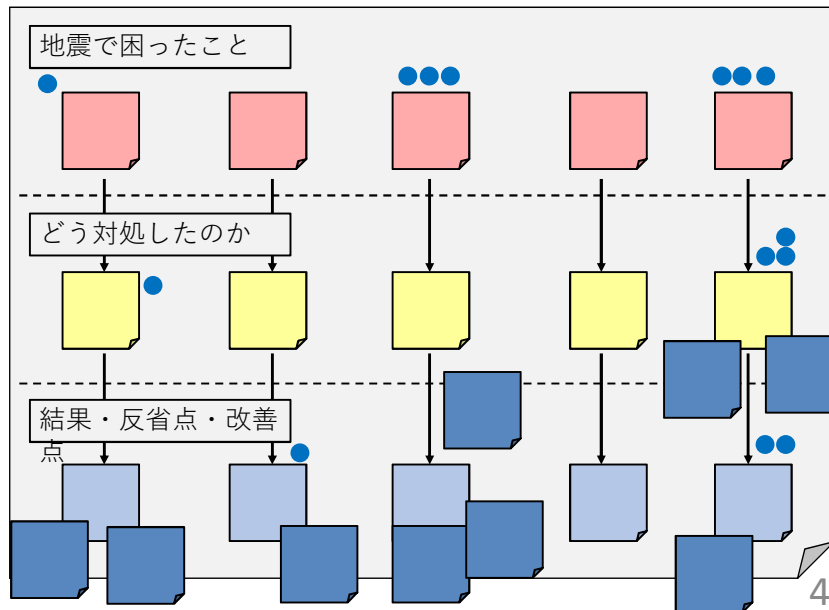 地震で困ったこと
どう対処したのか
結果・反省点・改善
点
4